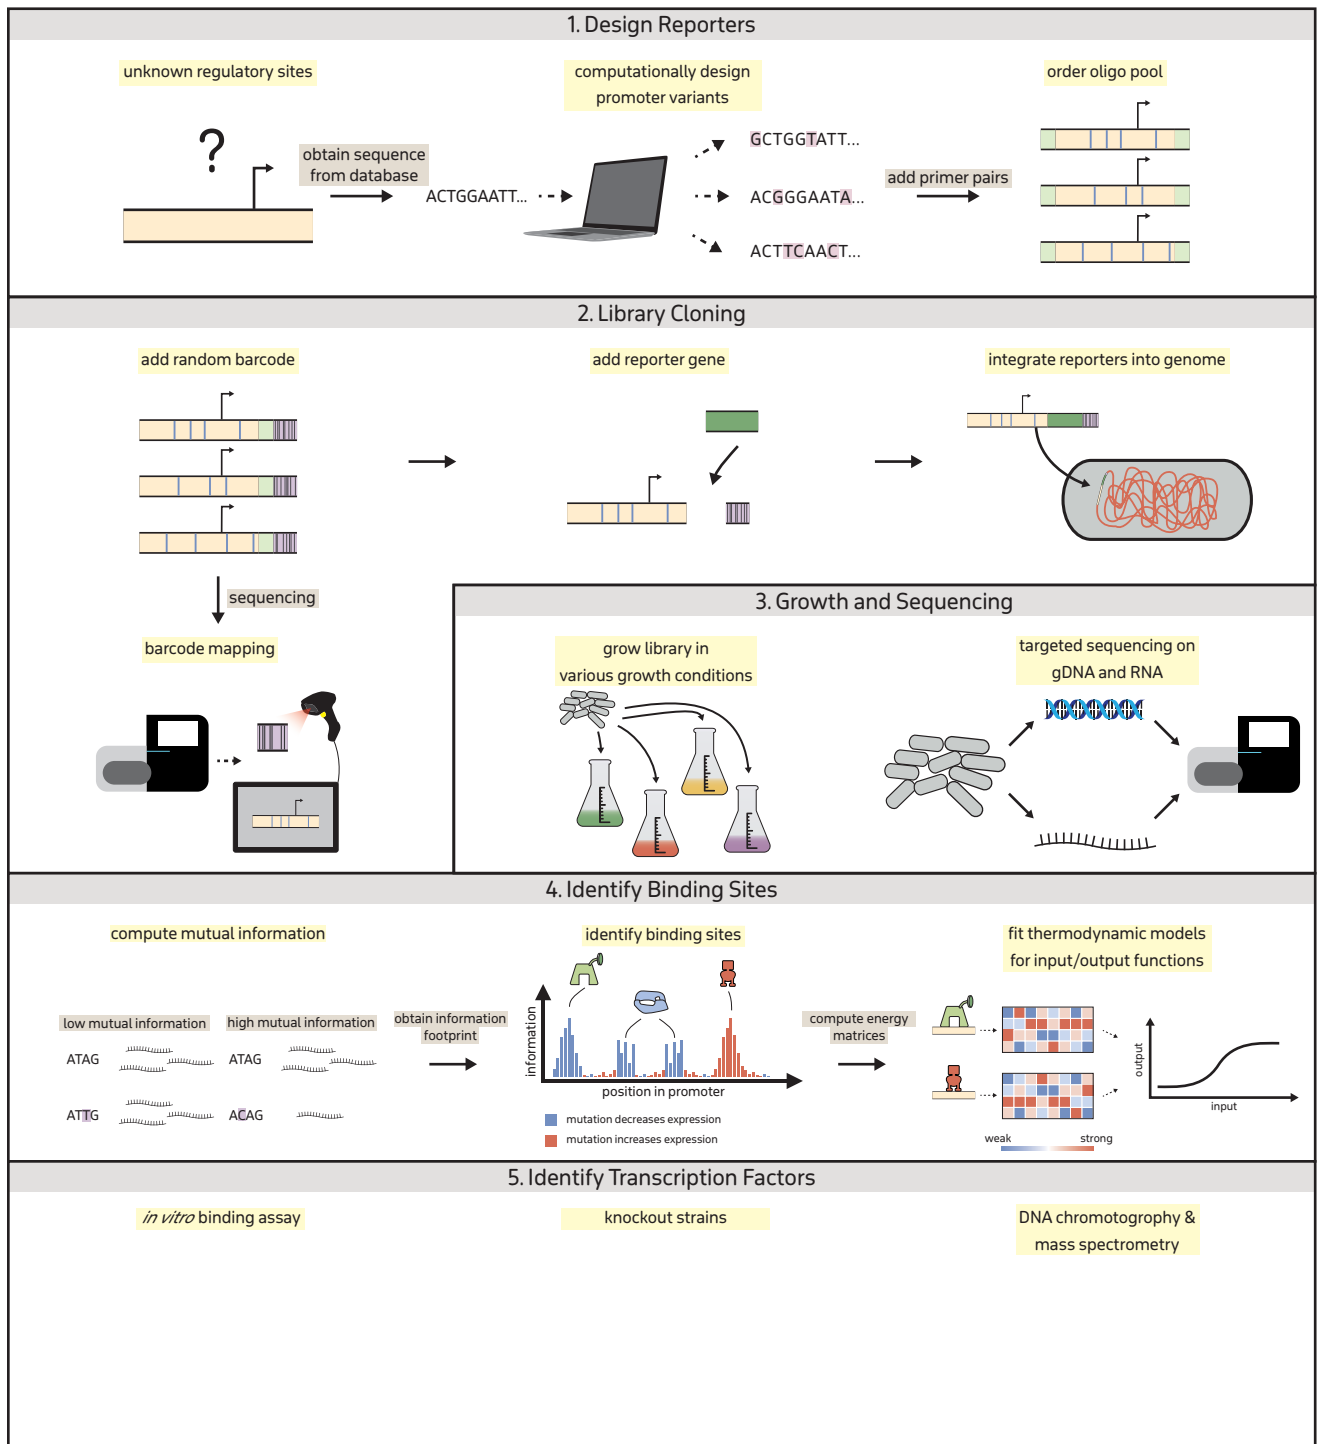 1. Design Reporters
unknown regulatory sites
?
obtain sequence
from database
ACTGGAATT...
computationally design
promoter variants
GCTGGTATT...
ACGGGAATA...
ACTTCAACT...
add primer pairs
order oligo pool
2. Library Cloning
add random barcode
add reporter gene
integrate reporters into genome
sequencing
barcode mapping
3. Growth and Sequencing
grow library in
various growth conditions
targeted sequencing on
gDNA and RNA
4. Identify Binding Sites
compute mutual information
low mutual information
high mutual information
ATAG
ATAG
ATTG
ACAG
obtain information
footprint
identify binding sites
information
position in promoter
mutation decreases expression
mutation increases expression
compute energy
matrices
fit thermodynamic models
for input/output functions
weak
strong
output
input
5. Identify Transcription Factors
in vitro binding assay
knockout strains
DNA chromotography &
mass spectrometry